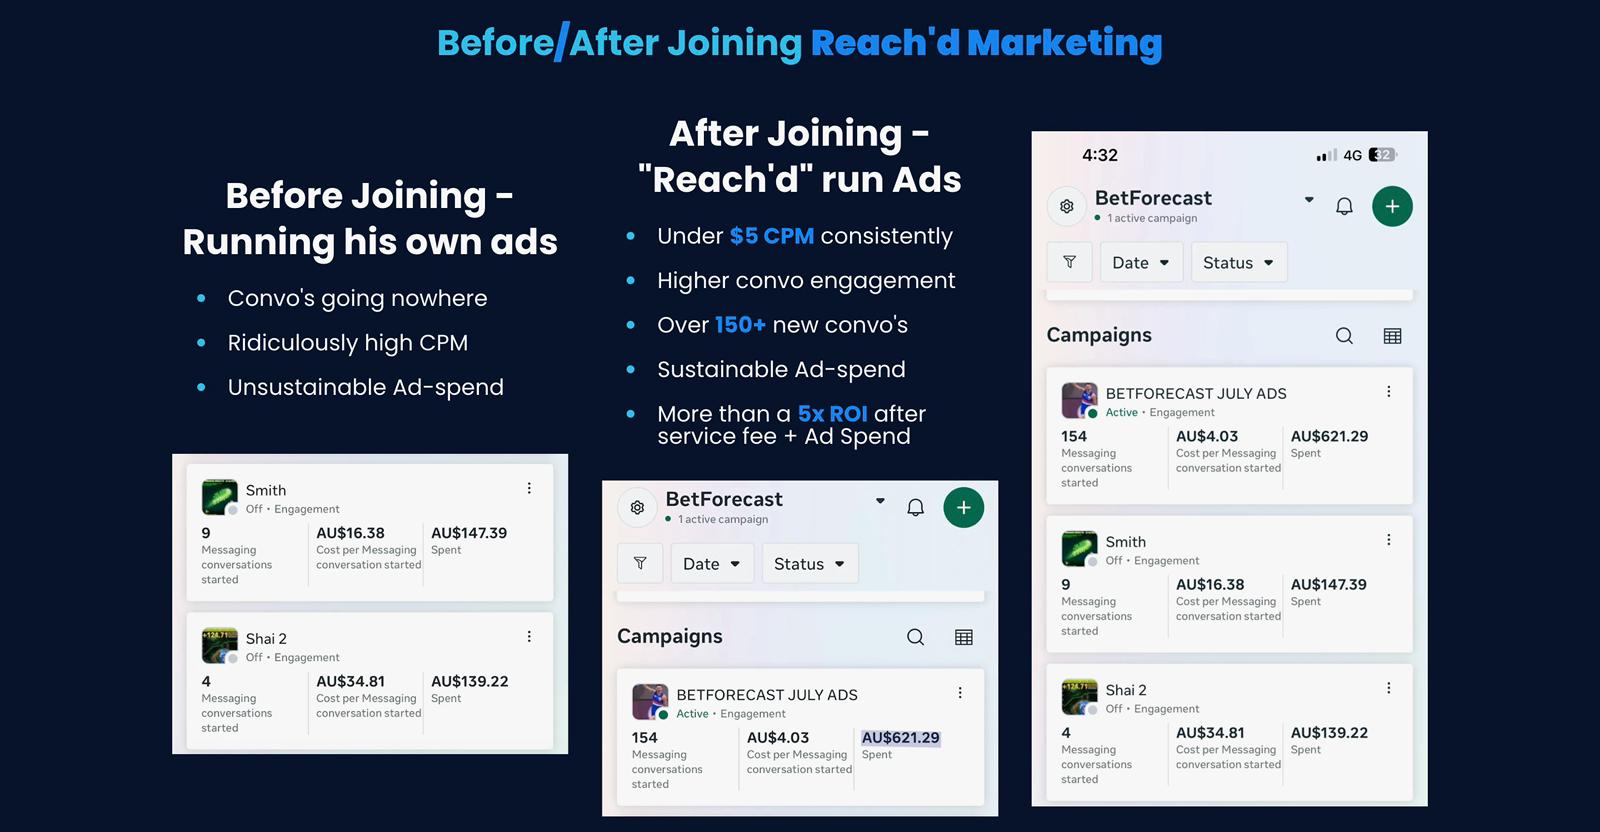 Before/After Joining Reach'd Marketing
Before Joining -
Running his own ads
Convo's going nowhere
Ridiculously high CPM
Unsustainable Ad-spend
Smith
Off • Engagement
9
AU$16.38
AU$147.39
Messaging
conversations
started
Cost per Messaging
conversation started
Spent
Shai 2
Off • Engagement
4
AU$34.81
AU$139.22
Messaging
conversations
started
Cost per Messaging
conversation started
Spent
After Joining -
"Reach'd" run Ads
Under $5 CPM consistently
Higher convo engagement
Over 150+ new convo's
Sustainable Ad-spend
More than a 5x ROI after
service fee + Ad Spend
BetForecast
1 active campaign
Date
Status
Campaigns
BETFORECAST JULY ADS
Active • Engagement
154
AU$4.03
AU$621.29
Messaging
conversations
started
Cost per Messaging
conversation started
Spent
4:32
4G
32
BetForecast
1 active campaign
Date
Status
Campaigns
BETFORECAST JULY ADS
Active • Engagement
154
AU$4.03
AU$621.29
Messaging
conversations
started
Cost per Messaging
conversation started
Spent
Smith
Off • Engagement
9
AU$16.38
AU$147.39
Messaging
conversations
started
Cost per Messaging
conversation started
Spent
Shai 2
Off • Engagement
4
AU$34.81
AU$139.22
Messaging
conversations
started
Cost per Messaging
conversation started
Spent